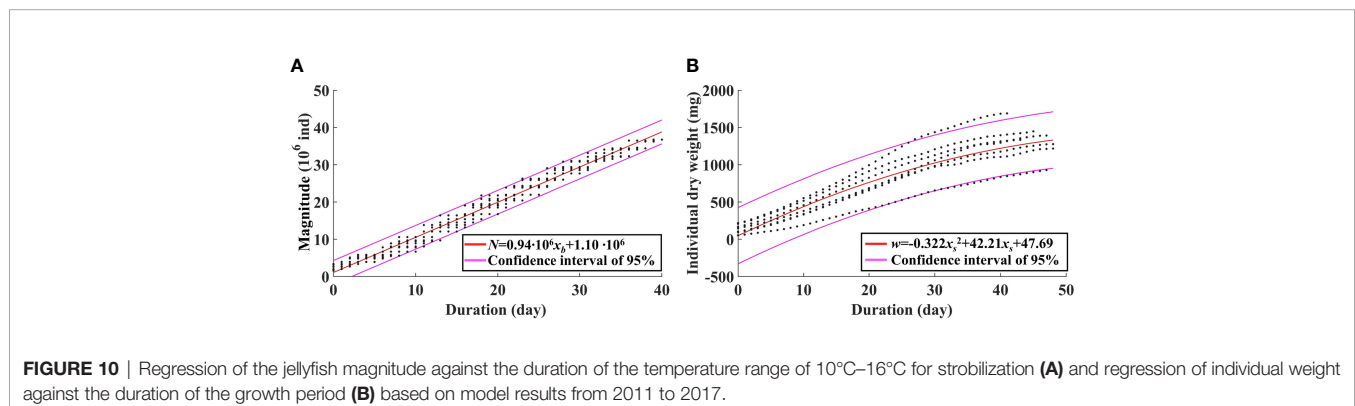 A
Magnitude (10⁶ ind)
50
40
30
20
10
0
0 10 20 30 40
Duration (day)
N=0.94·10⁶x_b+1.10 ·10⁶
Confidence interval of 95%
B
Individual dry weight (mg)
2000
1500
1000
500
0
-500
0 10 20 30 40 50
Duration (day)
w=-0.322x_s²+42.21x_s+47.69
Confidence interval of 95%
FIGURE 10 | Regression of the jellyfish magnitude against the duration of the temperature range of 10°C–16°C for strobilization (A) and regression of individual weight
against the duration of the growth period (B) based on model results from 2011 to 2017.